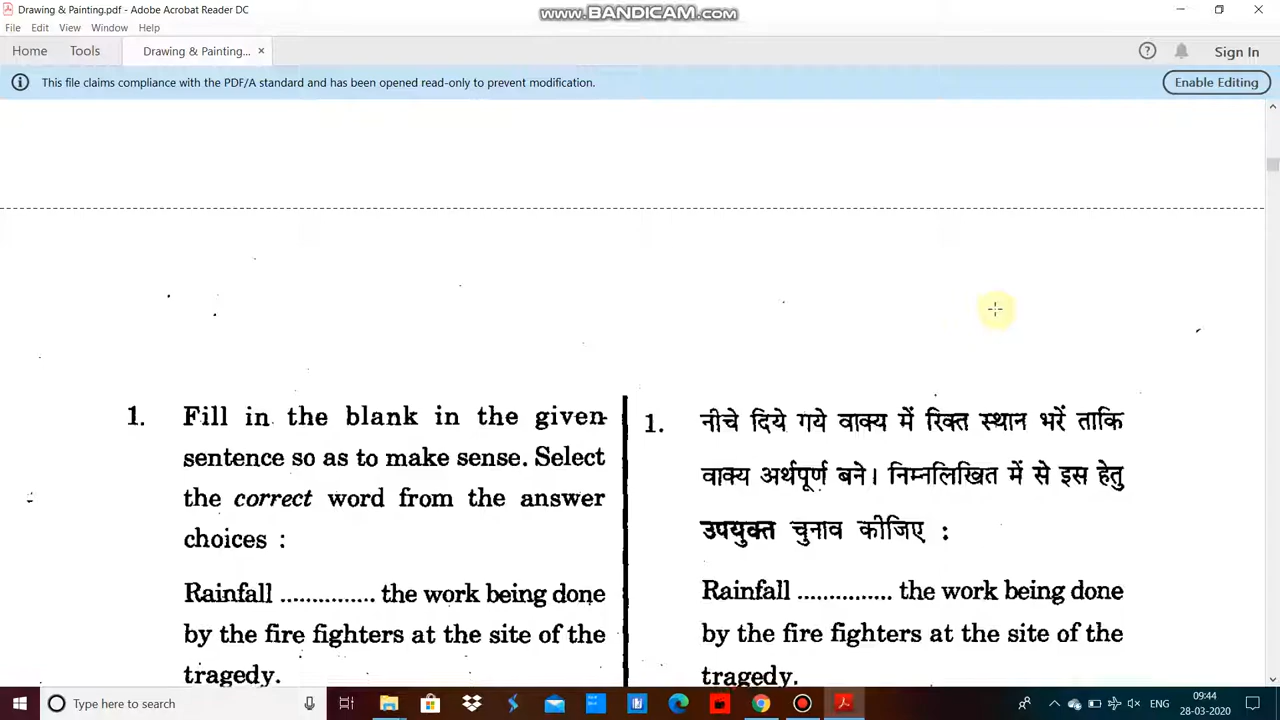 Drawing & Painting.pdf - Adobe Acrobat Reader DC
www.BANDICAM.com
File Edit View Window Help
Home Tools Drawing & Painting... × Sign In
This file claims compliance with the PDF/A standard and has been opened read-only to prevent modification. Enable Editing
1. Fill in the blank in the given
sentence so as to make sense. Select
the correct word from the answer
choices :
Rainfall ............... the work being done
by the fire fighters at the site of the
tragedy.
1. नीचे दिये गये वाक्य में रिक्त स्थान भरें ताकि
वाक्य अर्थपूर्ण बने। निम्नलिखित में से इस हेतु
उपयुक्त चुनाव कीजिए :
Rainfall ............... the work being done
by the fire fighters at the site of the
tragedy.
Type here to search
ENG
09:44
28-03-2020